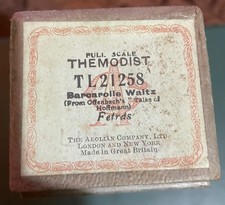 FULL SCALE
THEMODIST
TL21258
Barcarolle Waltz
(From Offenbach's "Tales of
Hoffmann)
Fetrds
THE AEOLIAN COMPANY, LTD
LONDON AND NEW YORK
Made in Great Britain.